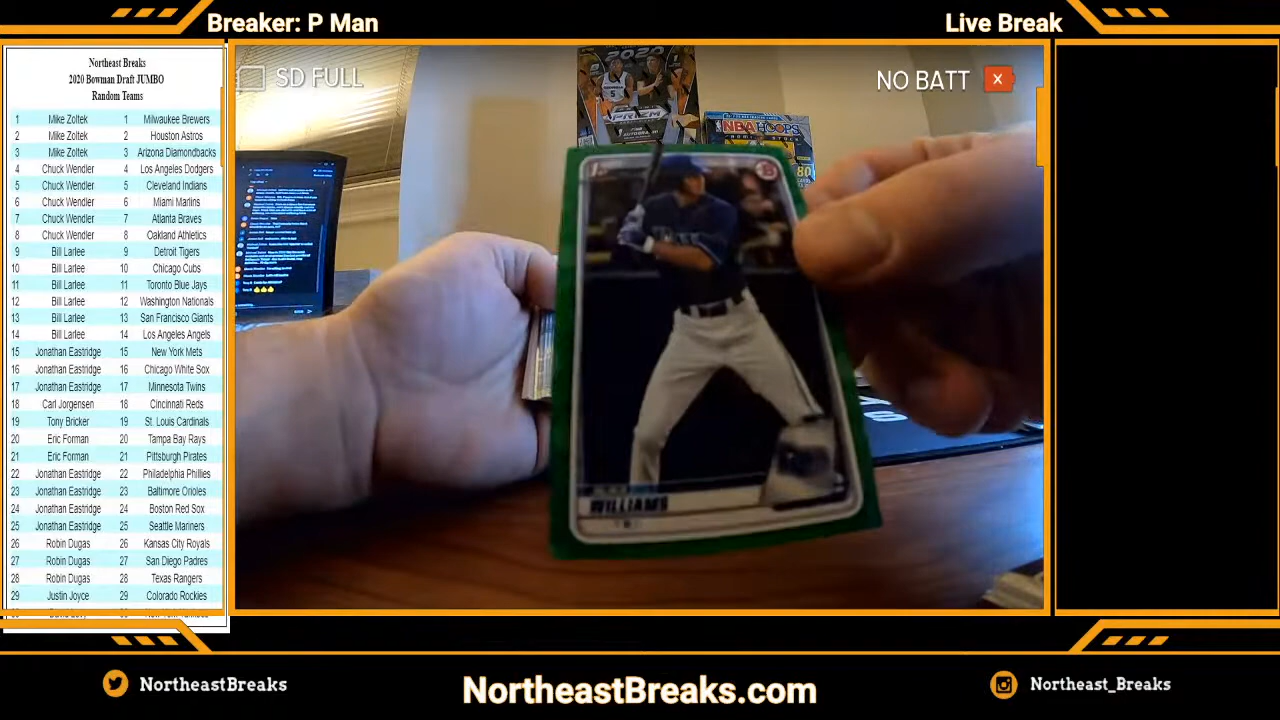 Breaker: P Man
Live Break
Northeast Breaks
2020 Bowman Draft JUMBO
Random Teams
1 Mike Zoltek 1 Milwaukee Brewers
2 Mike Zoltek 2 Houston Astros
3 Mike Zoltek 3 Arizona Diamondbacks
4 Chuck Wendler 4 Los Angeles Dodgers
5 Chuck Wendler 5 Cleveland Indians
6 Chuck Wendler 6 Miami Marlins
7 Chuck Wendler 7 Atlanta Braves
8 Chuck Wendler 8 Oakland Athletics
9 Bill Larlee 9 Detroit Tigers
10 Bill Larlee 10 Chicago Cubs
11 Bill Larlee 11 Toronto Blue Jays
12 Bill Larlee 12 Washington Nationals
13 Bill Larlee 13 San Francisco Giants
14 Bill Larlee 14 Los Angeles Angels
15 Jonathan Eastridge 15 New York Mets
16 Jonathan Eastridge 16 Chicago White Sox
17 Jonathan Eastridge 17 Minnesota Twins
18 Carl Jorgensen 18 Cincinnati Reds
19 Tony Bricker 19 St. Louis Cardinals
20 Eric Forman 20 Tampa Bay Rays
21 Eric Forman 21 Pittsburgh Pirates
22 Jonathan Eastridge 22 Philadelphia Phillies
23 Jonathan Eastridge 23 Baltimore Orioles
24 Jonathan Eastridge 24 Boston Red Sox
25 Jonathan Eastridge 25 Seattle Mariners
26 Robin Dugas 26 Kansas City Royals
27 Robin Dugas 27 San Diego Padres
28 Robin Dugas 28 Texas Rangers
29 Justin Joyce 29 Colorado Rockies
SD FULL
NO BATT
2020
PRIZM
NBA HOOPS
80
WILLIAMS
NortheastBreaks
NortheastBreaks.com
Northeast_Breaks